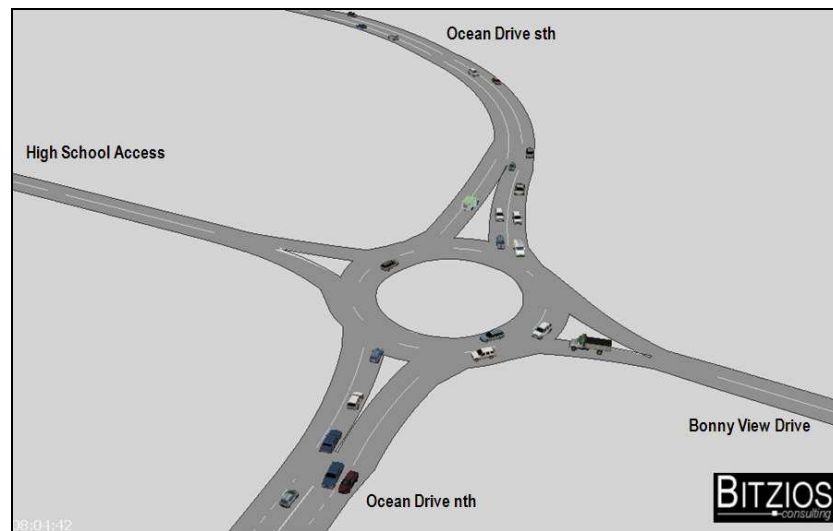 Ocean Drive sth
High School Access
Bonny View Drive
Ocean Drive nth
BITZIOS
consulting
08:04:42